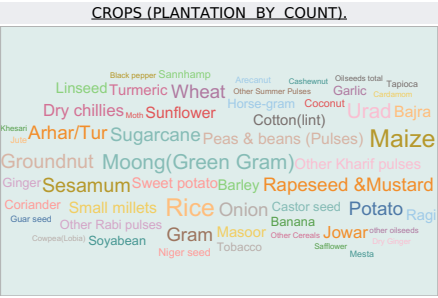 CROPS (PLANTATION BY COUNT).
Black pepper Sannhamp
Linseed Turmeric Wheat Arecanut Cashewnut Oilseeds total Tapioca
Other Summer Pulses Garlic Cardamom
Dry chillies Moth Sunflower Horse-gram Coconut Urad Bajra
Cotton(lint)
Khesari Jute Arhar/Tur Sugarcane Peas & beans (Pulses) Maize
Groundnut Moong(Green Gram) Other Kharif pulses
Ginger Sesamum Sweet potato Barley Rapeseed &Mustard
Coriander Small millets Rice Onion Castor seed Potato Ragi
Guar seed Other Rabi pulses Banana
Cowpea(Lobia) Soyabean Gram Masoor Other Cereals Jowar other oilseeds
Niger seed Tobacco Safflower Mesta Dry Ginger